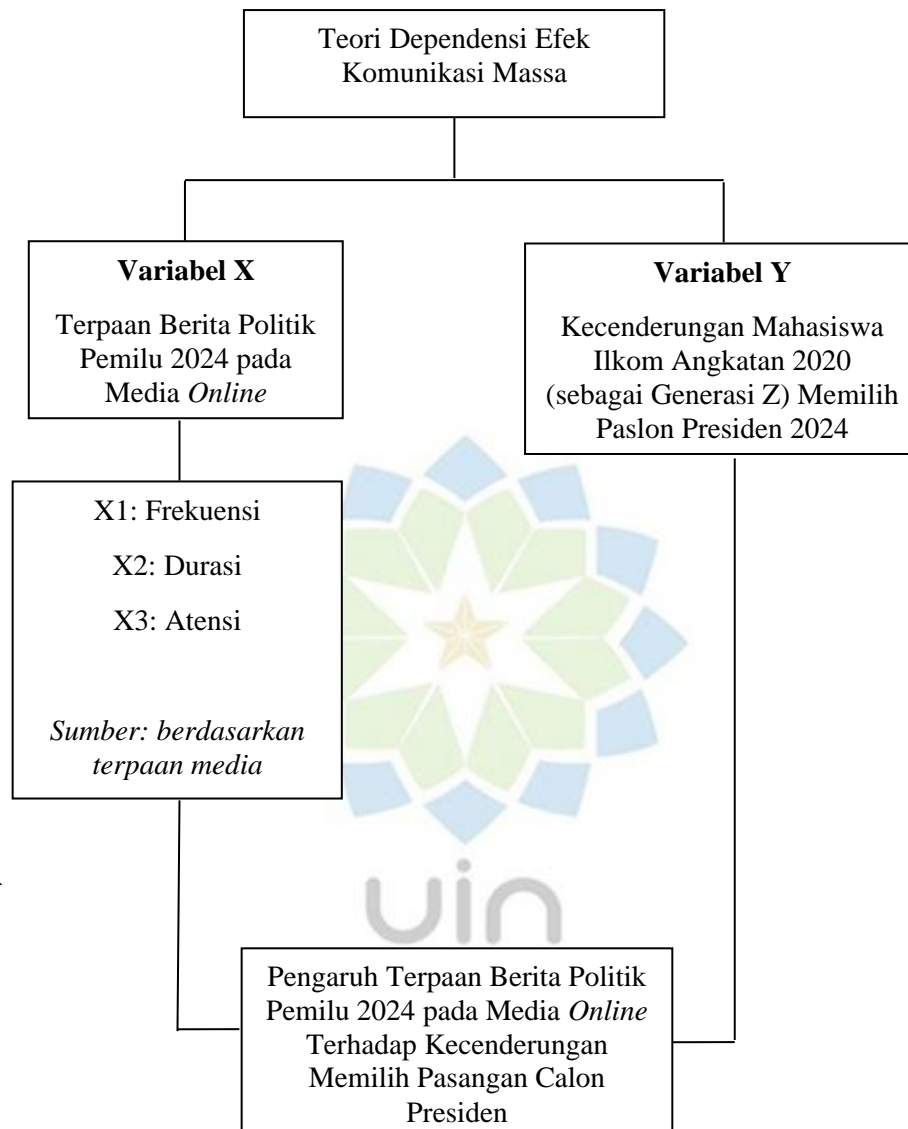 Teori Dependensi Efek
Komunikasi Massa
Variabel X
Terpaan Berita Politik
Pemilu 2024 pada
Media Online
Variabel Y
Kecenderungan Mahasiswa
Ilkom Angkatan 2020
(sebagai Generasi Z) Memilih
Paslon Presiden 2024
X1: Frekuensi
X2: Durasi
X3: Atensi
Sumber: berdasarkan
terpaan media
uin
Pengaruh Terpaan Berita Politik
Pemilu 2024 pada Media Online
Terhadap Kecenderungan
Memilih Pasangan Calon
Presiden